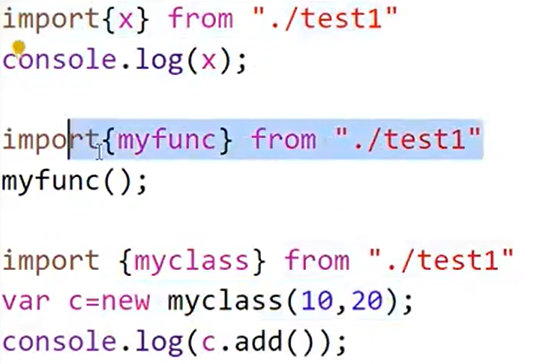 import{x} from "./test1"
console.log(x);
import{myfunc} from "./test1"
myfunc();
import {myclass} from "./test1"
var c=new myclass(10,20);
console.log(c.add());